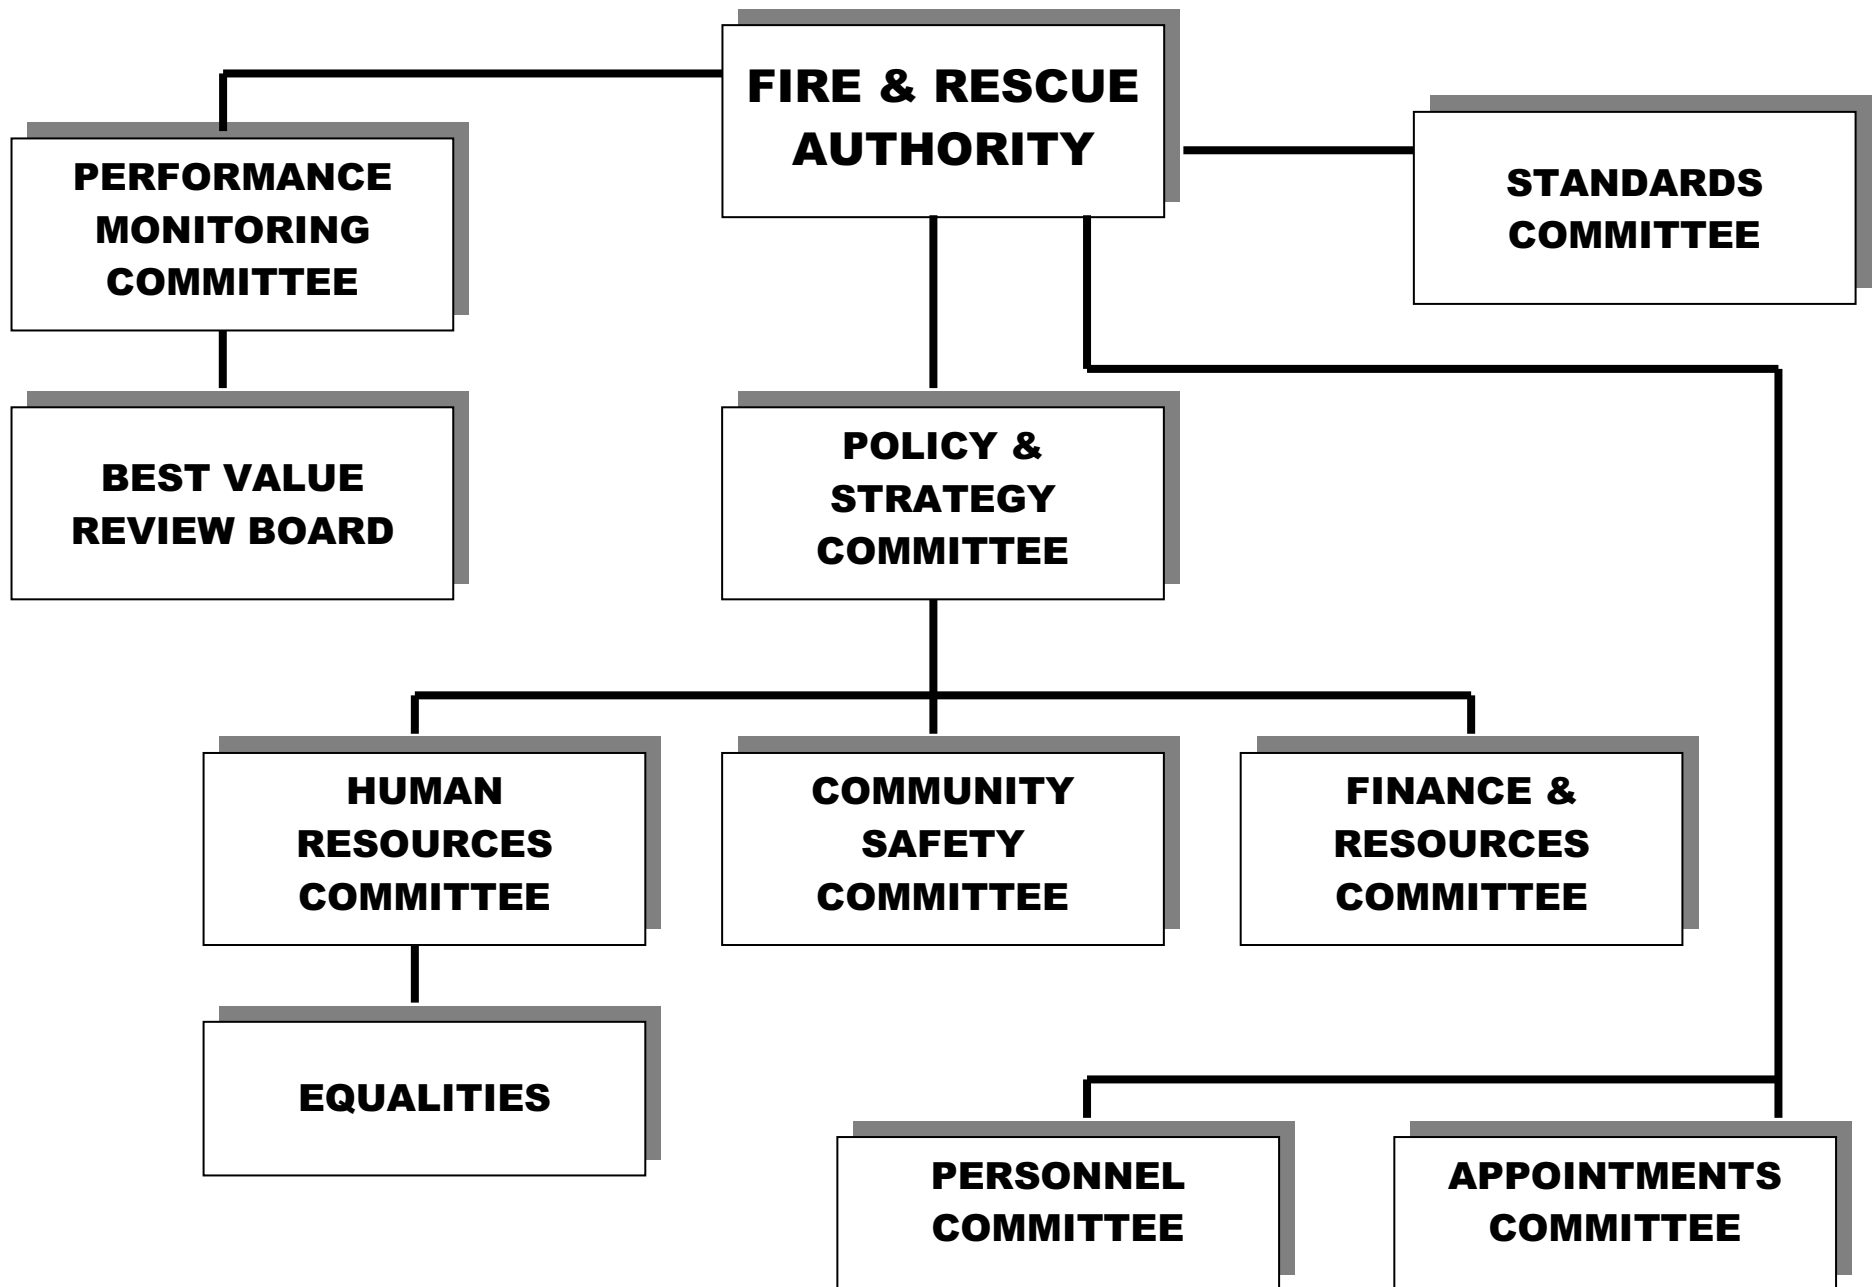 FIRE & RESCUE
AUTHORITY
PERFORMANCE
MONITORING
COMMITTEE
STANDARDS
COMMITTEE
BEST VALUE
REVIEW BOARD
POLICY &
STRATEGY
COMMITTEE
HUMAN
RESOURCES
COMMITTEE
COMMUNITY
SAFETY
COMMITTEE
FINANCE &
RESOURCES
COMMITTEE
EQUALITIES
PERSONNEL
COMMITTEE
APPOINTMENTS
COMMITTEE